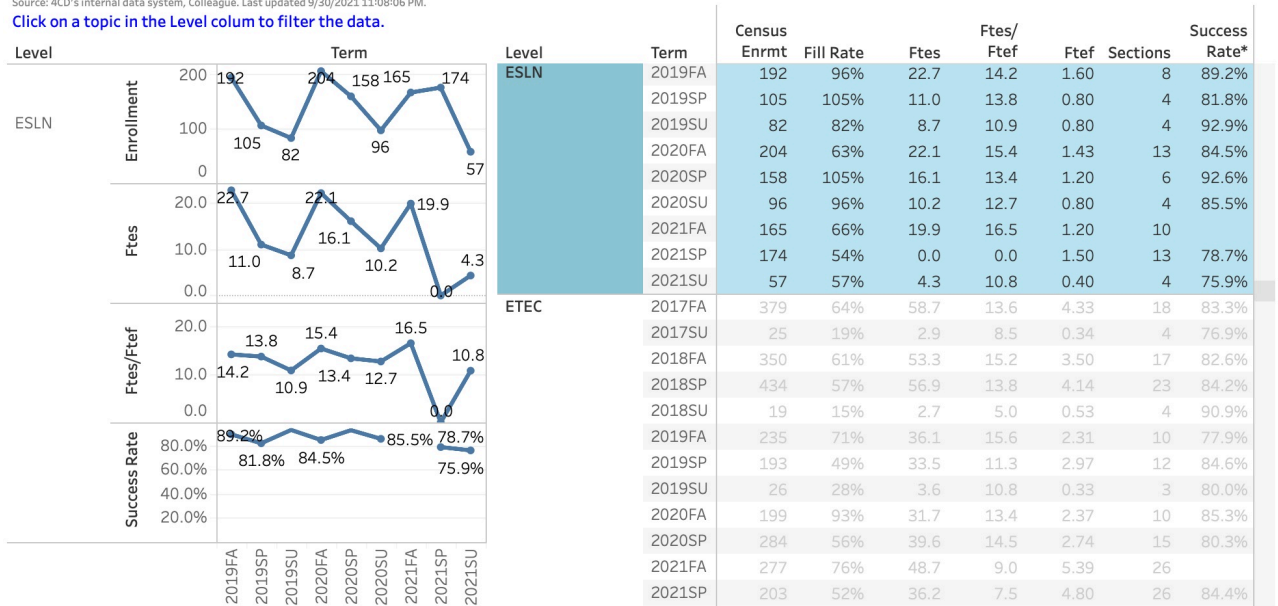 Source: 4CD's internal data system, Colleague. Last updated 9/30/2021 11:08:06 PM.
Click on a topic in the Level colum to filter the data.
Level Term
ESLN
Enrollment
200
100
0
192
105
82
204
158
96
165
174
57
Ftes
20.0
10.0
0.0
22.7
11.0
8.7
22.1
16.1
10.2
19.9
0.0
4.3
Ftes/Ftef
20.0
10.0
0.0
14.2
13.8
10.9
15.4
13.4
12.7
16.5
0.0
10.8
Success Rate
80.0%
60.0%
40.0%
20.0%
89.2%
81.8%
84.5%
85.5%
78.7%
75.9%
2019FA
2019SP
2019SU
2020FA
2020SP
2020SU
2021FA
2021SP
2021SU
Level Term Census Enrmt Fill Rate Ftes Ftes/ Ftef Ftef Sections Success Rate*
ESLN 2019FA 192 96% 22.7 14.2 1.60 8 89.2%
2019SP 105 105% 11.0 13.8 0.80 4 81.8%
2019SU 82 82% 8.7 10.9 0.80 4 92.9%
2020FA 204 63% 22.1 15.4 1.43 13 84.5%
2020SP 158 105% 16.1 13.4 1.20 6 92.6%
2020SU 96 96% 10.2 12.7 0.80 4 85.5%
2021FA 165 66% 19.9 16.5 1.20 10
2021SP 174 54% 0.0 0.0 1.50 13 78.7%
2021SU 57 57% 4.3 10.8 0.40 4 75.9%
ETEC 2017FA 379 64% 58.7 13.6 4.33 18 83.3%
2017SU 25 19% 2.9 8.5 0.34 4 76.9%
2018FA 350 61% 53.3 15.2 3.50 17 82.6%
2018SP 434 57% 56.9 13.8 4.14 23 84.2%
2018SU 19 15% 2.7 5.0 0.53 4 90.9%
2019FA 235 71% 36.1 15.6 2.31 10 77.9%
2019SP 193 49% 33.5 11.3 2.97 12 84.6%
2019SU 26 28% 3.6 10.8 0.33 3 80.0%
2020FA 199 93% 31.7 13.4 2.37 10 85.3%
2020SP 284 56% 39.6 14.5 2.74 15 80.3%
2021FA 277 76% 48.7 9.0 5.39 26
2021SP 203 52% 36.2 7.5 4.80 26 84.4%